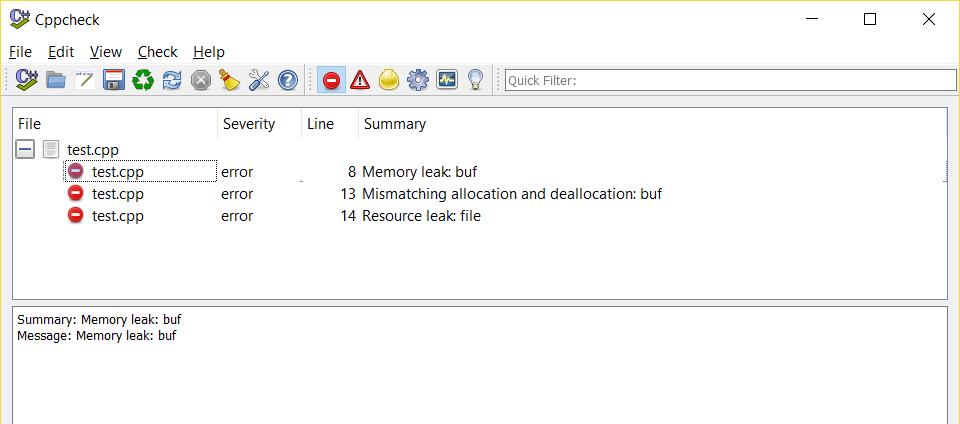 Cppcheck
File Edit View Check Help
Quick Filter:
File Severity Line Summary
test.cpp
test.cpp error 8 Memory leak: buf
test.cpp error 13 Mismatching allocation and deallocation: buf
test.cpp error 14 Resource leak: file
Summary: Memory leak: buf
Message: Memory leak: buf